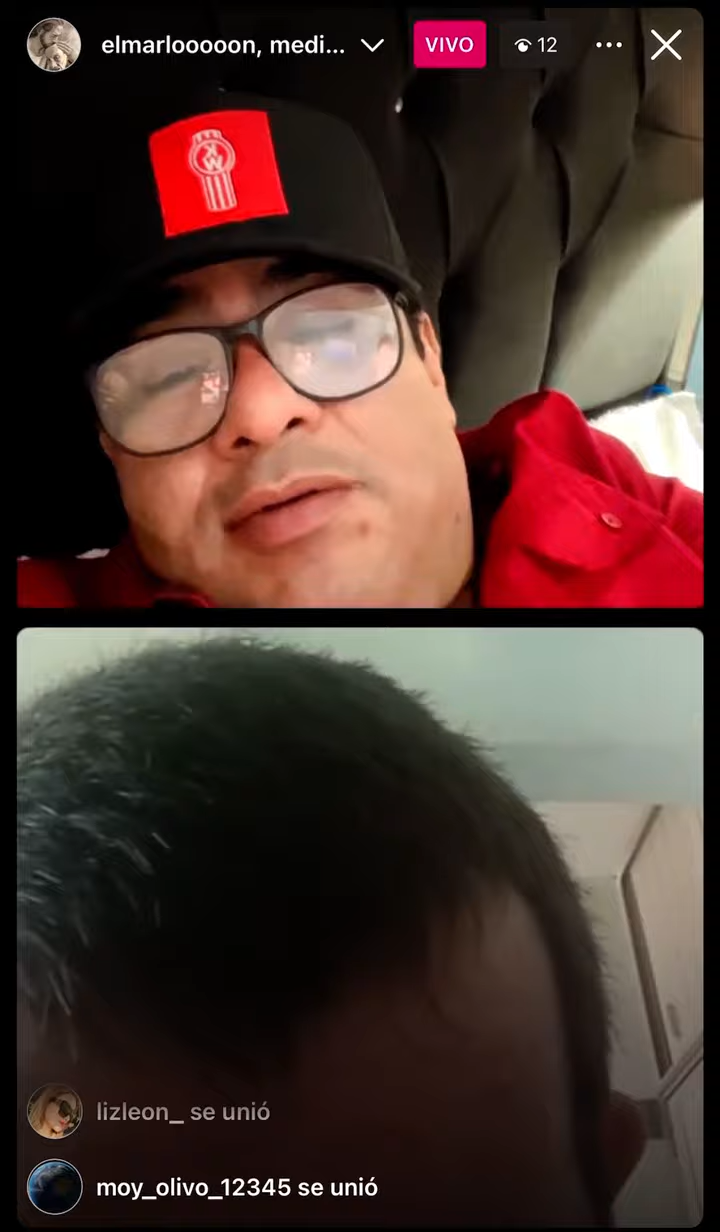 elmarlooooon, medi...
VIVO
12
KW
lizleon_ se unió
moy_olivo_12345 se unió